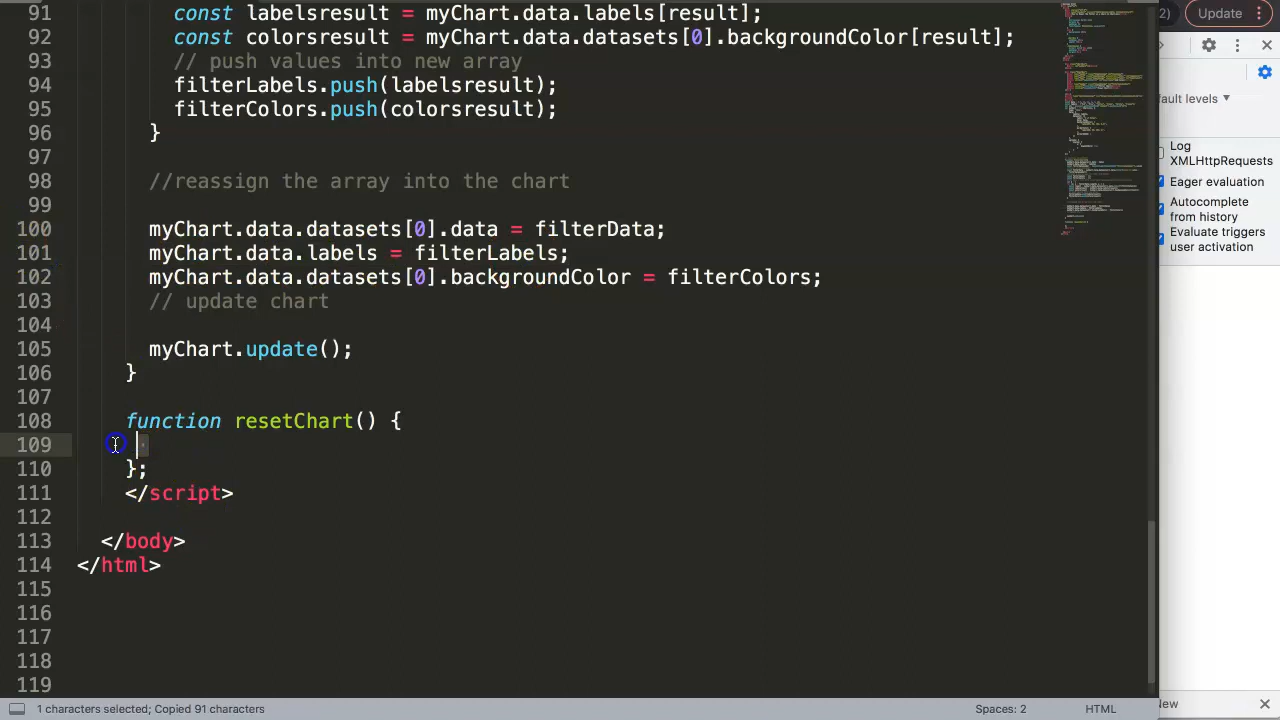 91 const labelsresult = myChart.data.labels[result];
92 const colorsresult = myChart.data.datasets[0].backgroundColor[result];
93 // push values into new array
94 filterLabels.push(labelsresult);
95 filterColors.push(colorsresult);
96 }
97
98 //reassign the array into the chart
99
100 myChart.data.datasets[0].data = filterData;
101 myChart.data.labels = filterLabels;
102 myChart.data.datasets[0].backgroundColor = filterColors;
103 // update chart
104
105 myChart.update();
106 }
107
108 function resetChart() {
109
110 };
111 </script>
112
113 </body>
114 </html>
115
116
117
118
119
1 characters selected; Copied 91 characters
Spaces: 2
HTML
2) Update
ault levels
Log
XMLHttpRequests
Eager evaluation
Autocomplete
from history
Evaluate triggers
user activation
New